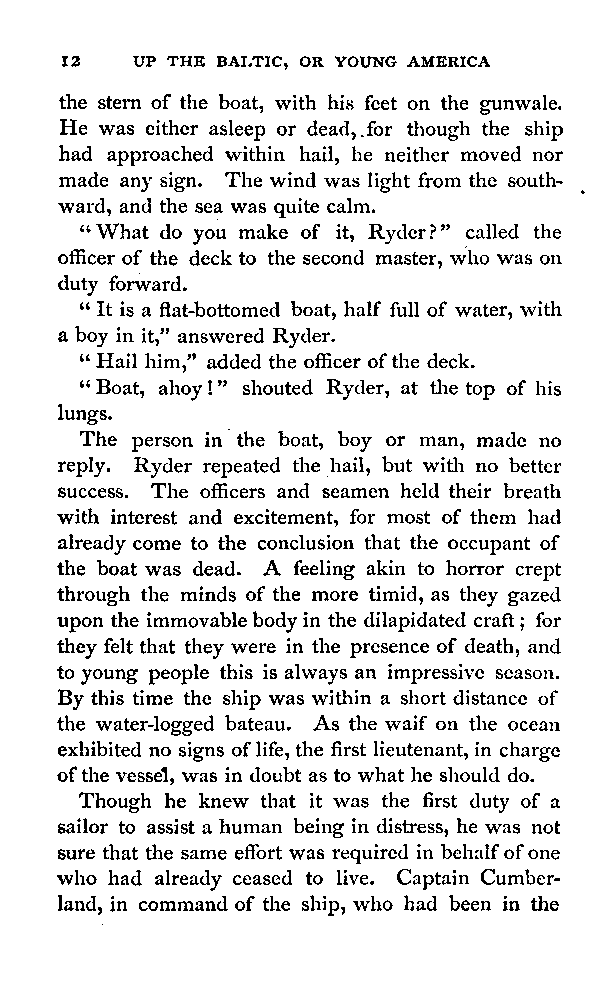 12 UP THE BALTIC, OR YOUNG AMERICA
the stern of the boat, with his feet on the gunwale.
He was either asleep or dead, for though the ship
had approached within hail, he neither moved nor
made any sign. The wind was light from the south-
ward, and the sea was quite calm.
"What do you make of it, Ryder?" called the
officer of the deck to the second master, who was on
duty forward.
"It is a flat-bottomed boat, half full of water, with
a boy in it," answered Ryder.
"Hail him," added the officer of the deck.
"Boat, ahoy!" shouted Ryder, at the top of his
lungs.
The person in the boat, boy or man, made no
reply. Ryder repeated the hail, but with no better
success. The officers and seamen held their breath
with interest and excitement, for most of them had
already come to the conclusion that the occupant of
the boat was dead. A feeling akin to horror crept
through the minds of the more timid, as they gazed
upon the immovable body in the dilapidated craft; for
they felt that they were in the presence of death, and
to young people this is always an impressive season.
By this time the ship was within a short distance of
the water-logged bateau. As the waif on the ocean
exhibited no signs of life, the first lieutenant, in charge
of the vessel, was in doubt as to what he should do.
Though he knew that it was the first duty of a
sailor to assist a human being in distress, he was not
sure that the same effort was required in behalf of one
who had already ceased to live. Captain Cumber-
land, in command of the ship, who had been in the